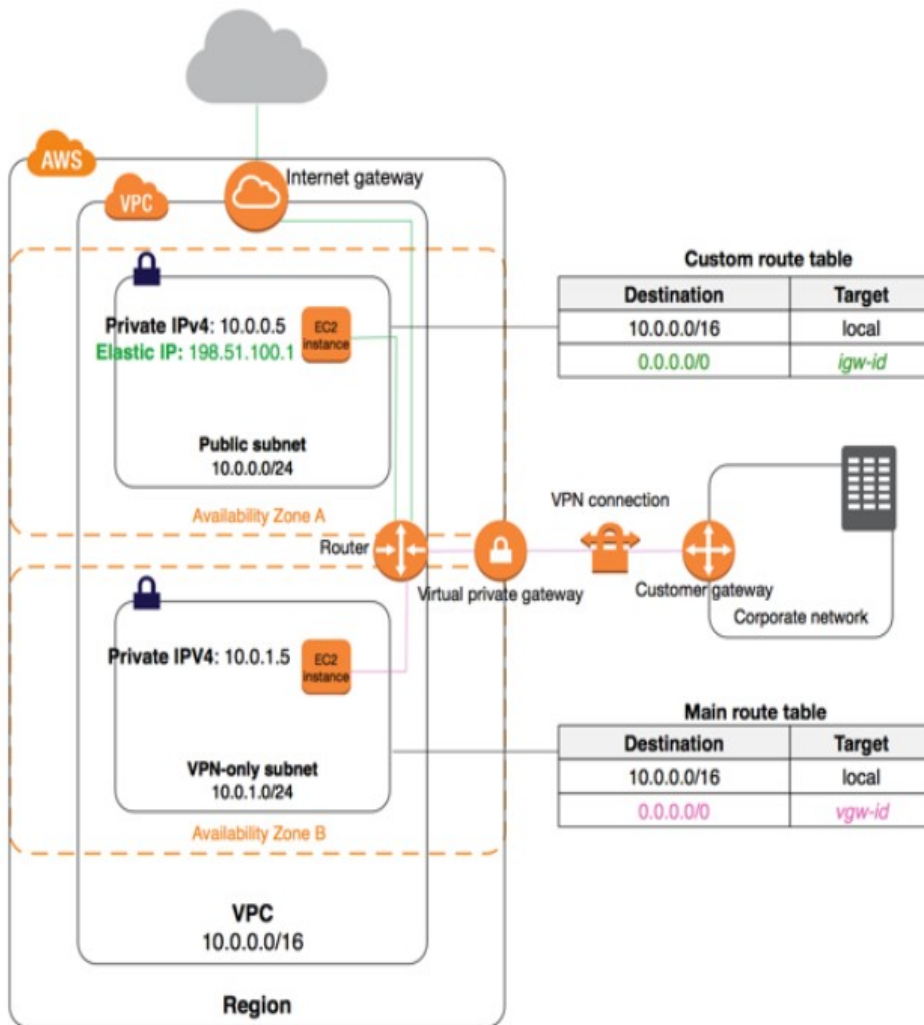 AWS
Internet gateway
VPC
Private IPv4: 10.0.0.5
Elastic IP: 198.51.100.1
EC2
instance
Public subnet
10.0.0.0/24
Availability Zone A
Custom route table
Destination Target
10.0.0.0/16 local
0.0.0.0/0 igw-id
Router
Virtual private gateway
VPN connection
Customer gateway
Corporate network
Private IPV4: 10.0.1.5
EC2
instance
VPN-only subnet
10.0.1.0/24
Availability Zone B
Main route table
Destination Target
10.0.0.0/16 local
0.0.0.0/0 vgw-id
VPC
10.0.0.0/16
Region